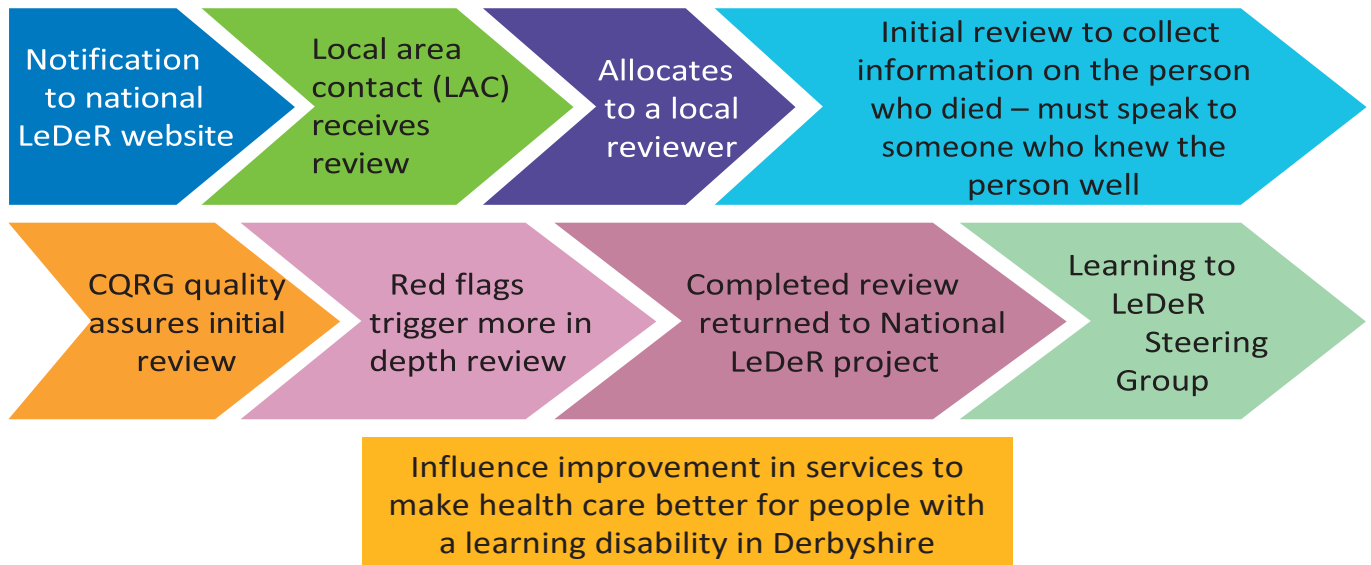 Notification
to national
LeDeR website
Local area
contact (LAC)
receives
review
Allocates
to a local
reviewer
Initial review to collect
information on the person
who died – must speak to
someone who knew the
person well
CQRG quality
assures initial
review
Red flags
trigger more in
depth review
Completed review
returned to National
LeDeR project
Learning to
LeDeR
Steering
Group
Influence improvement in services to
make health care better for people with
a learning disability in Derbyshire